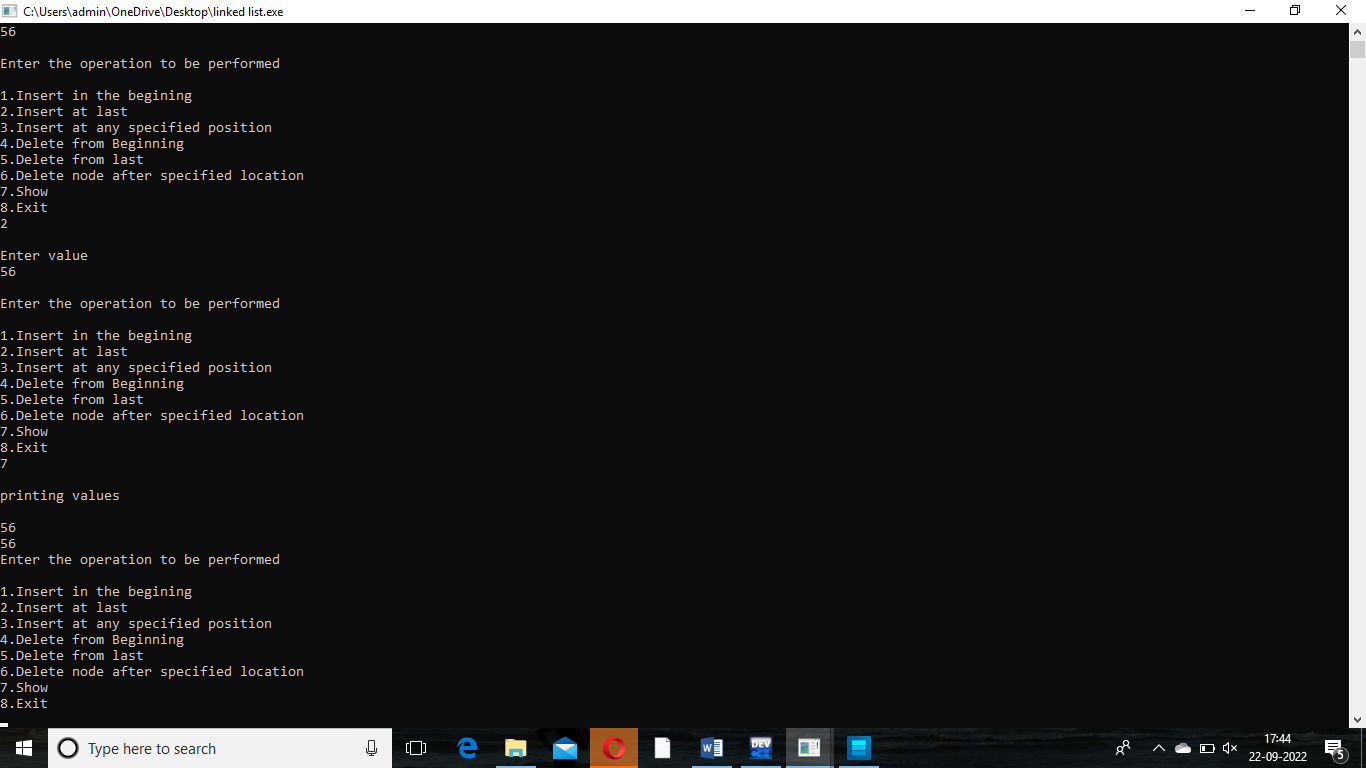 C:\Users\admin\OneDrive\Desktop\linked list.exe
56
Enter the operation to be performed
1.Insert in the begining
2.Insert at last
3.Insert at any specified position
4.Delete from Beginning
5.Delete from last
6.Delete node after specified location
7.Show
8.Exit
2
Enter value
56
Enter the operation to be performed
1.Insert in the begining
2.Insert at last
3.Insert at any specified position
4.Delete from Beginning
5.Delete from last
6.Delete node after specified location
7.Show
8.Exit
7
printing values
56
56
Enter the operation to be performed
1.Insert in the begining
2.Insert at last
3.Insert at any specified position
4.Delete from Beginning
5.Delete from last
6.Delete node after specified location
7.Show
8.Exit
Type here to search
DEV
17:44
22-09-2022
5